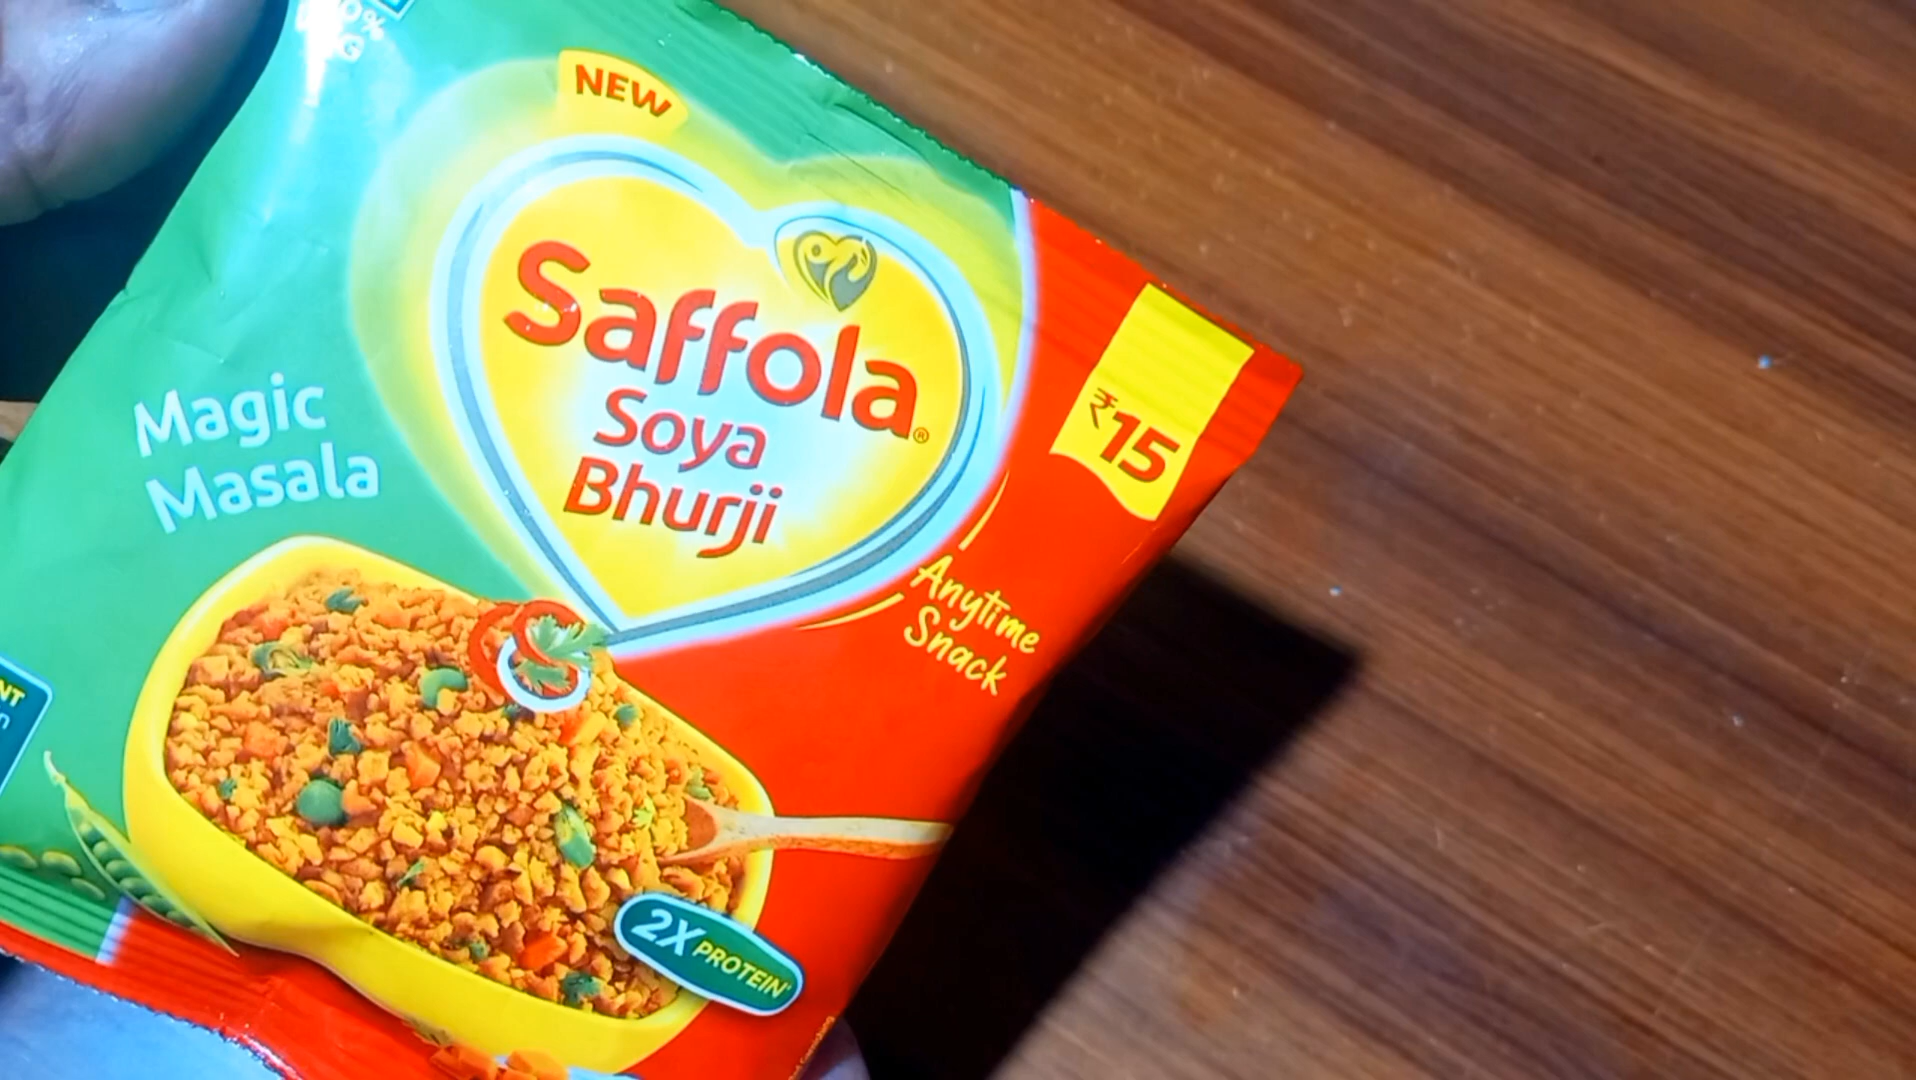 NEW
Saffola®
Soya
Bhurji
₹15
Magic
Masala
Anytime
Snack
2X PROTEIN*